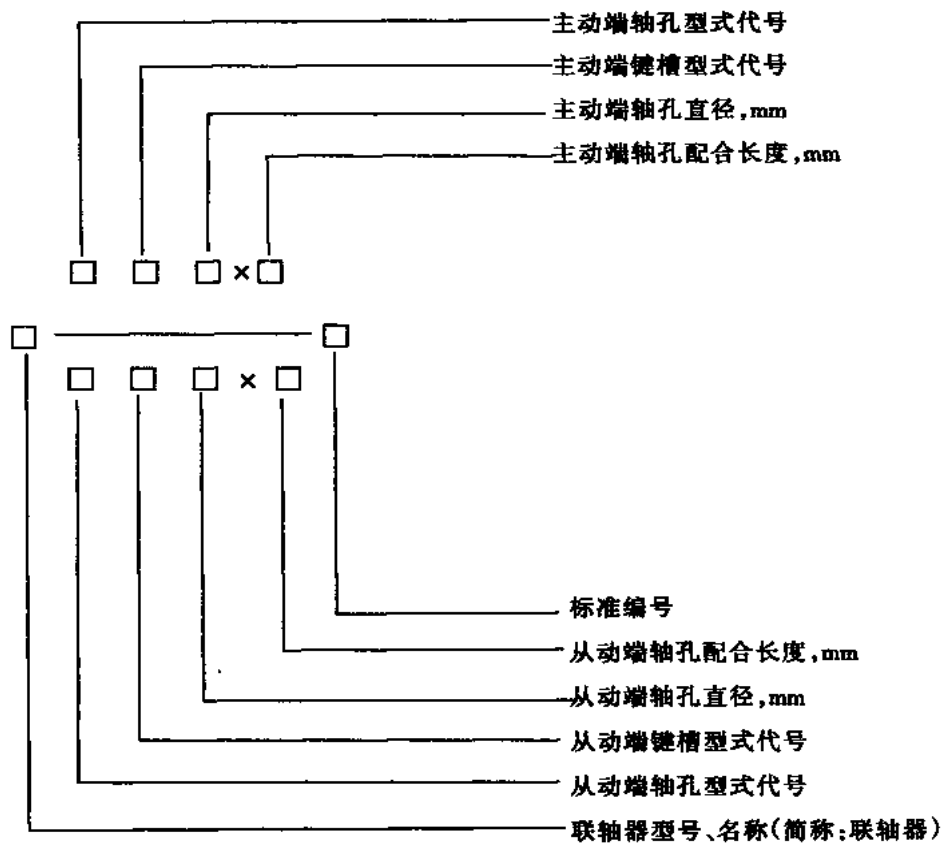 主动端轴孔型式代号
主动端键槽型式代号
主动端轴孔直径,mm
主动端轴孔配合长度,mm
□ □ □×□
□ □
□ □ □×□
标准编号
从动端轴孔配合长度,mm
从动端轴孔直径,mm
从动端键槽型式代号
从动端轴孔型式代号
联轴器型号、名称(简称:联轴器)